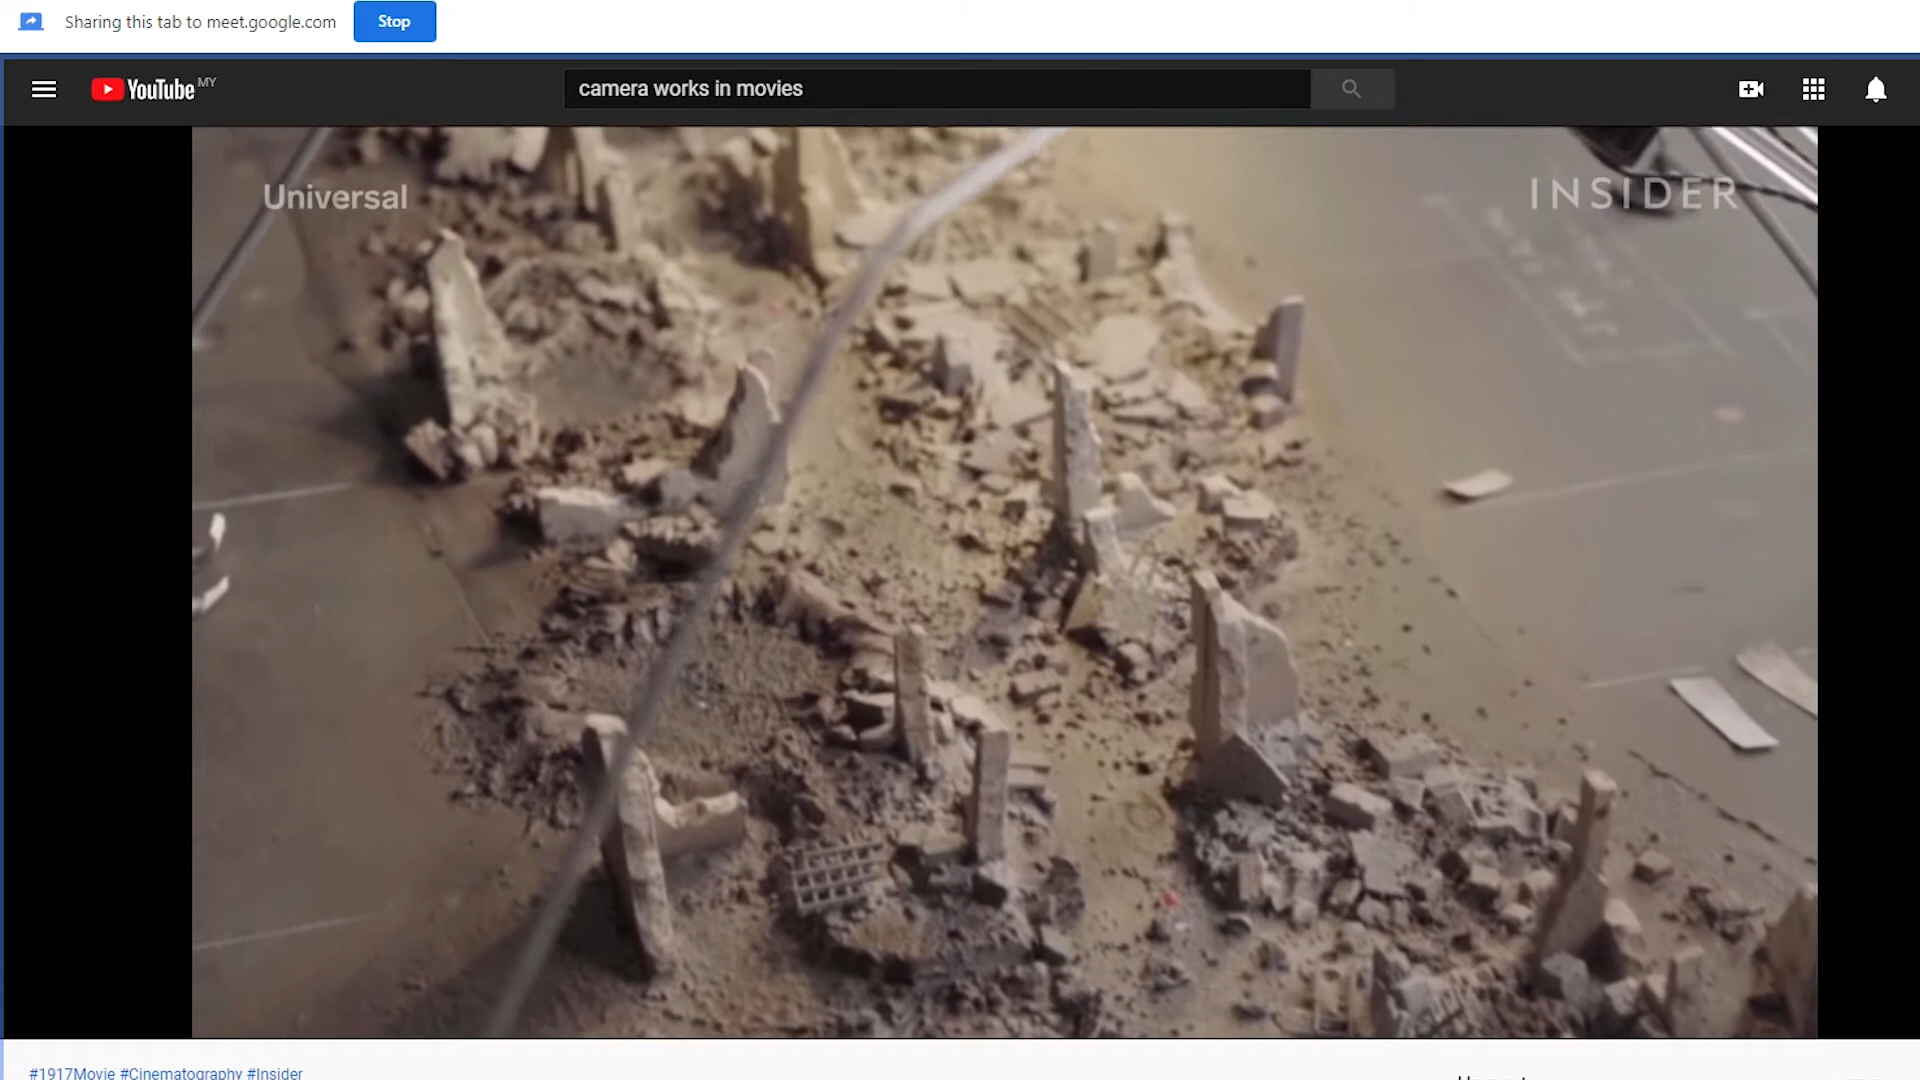 Sharing this tab to meet.google.com
Stop
YouTube MY
camera works in movies
Universal
INSIDER
#1917Movie #Cinematography #Insider